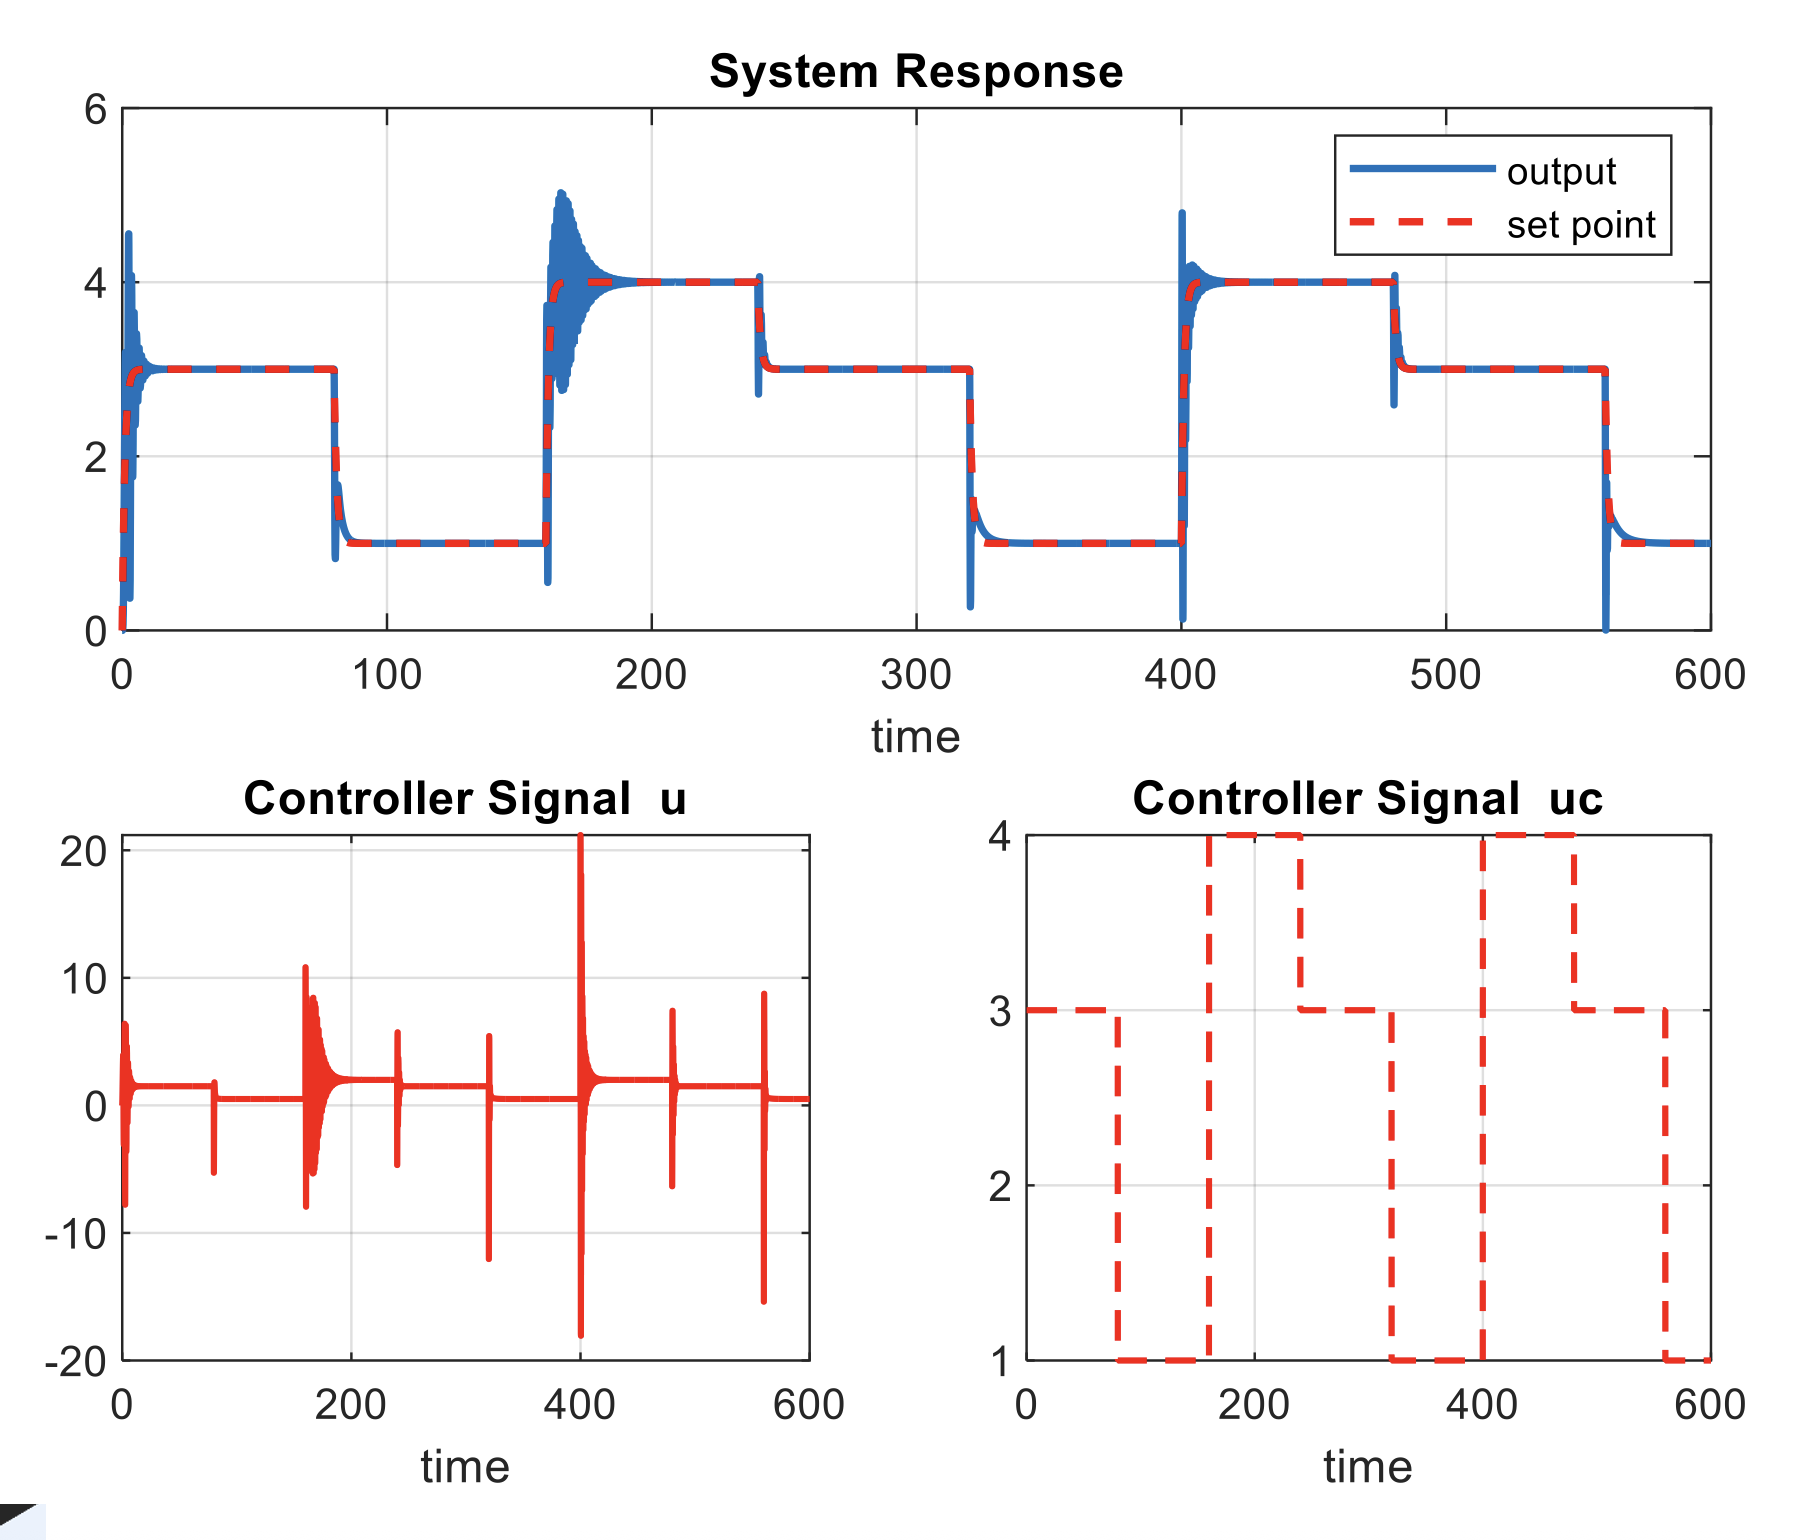 System Response
6
4
2
0
output
set point
0 100 200 300 400 500 600
time
Controller Signal  u
20
10
0
-10
-20
0 200 400 600
time
Controller Signal  uc
4
3
2
1
0 200 400 600
time